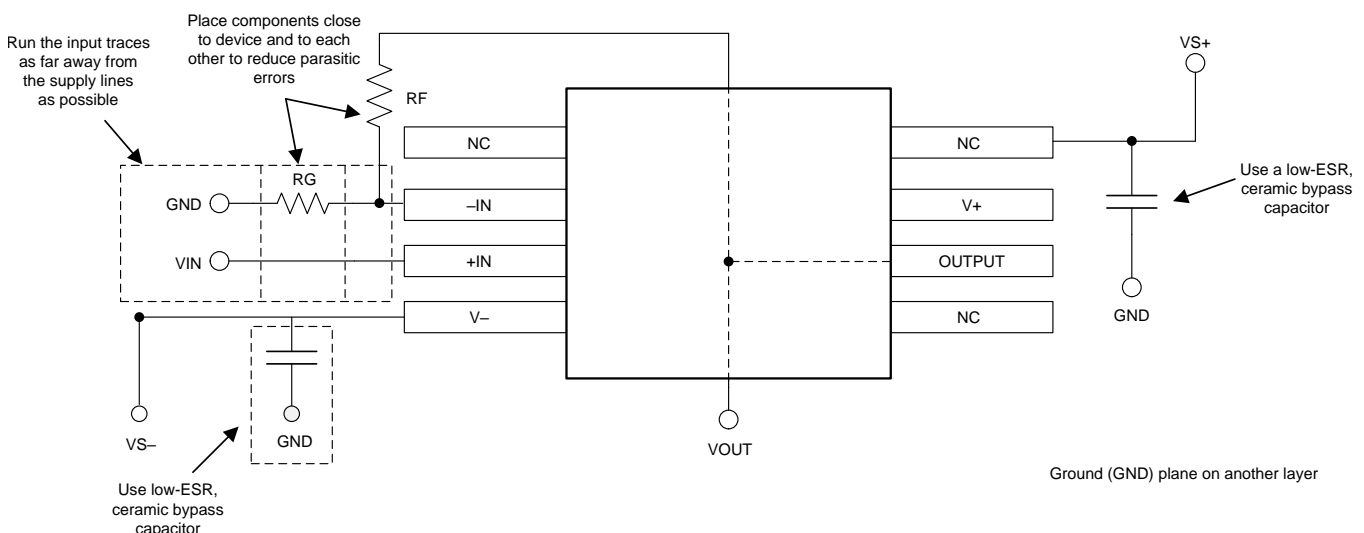 Place components close
to device and to each
other to reduce parasitic
errors
Run the input traces
as far away from
the supply lines
as possible
VS+
RF
NC
NC
RG
Use a low-ESR,
ceramic bypass
capacitor
GND
–IN
V+
VIN
+IN
OUTPUT
V–
NC
GND
VS–
GND
VOUT
Ground (GND) plane on another layer
Use low-ESR,
ceramic bypass
capacitor